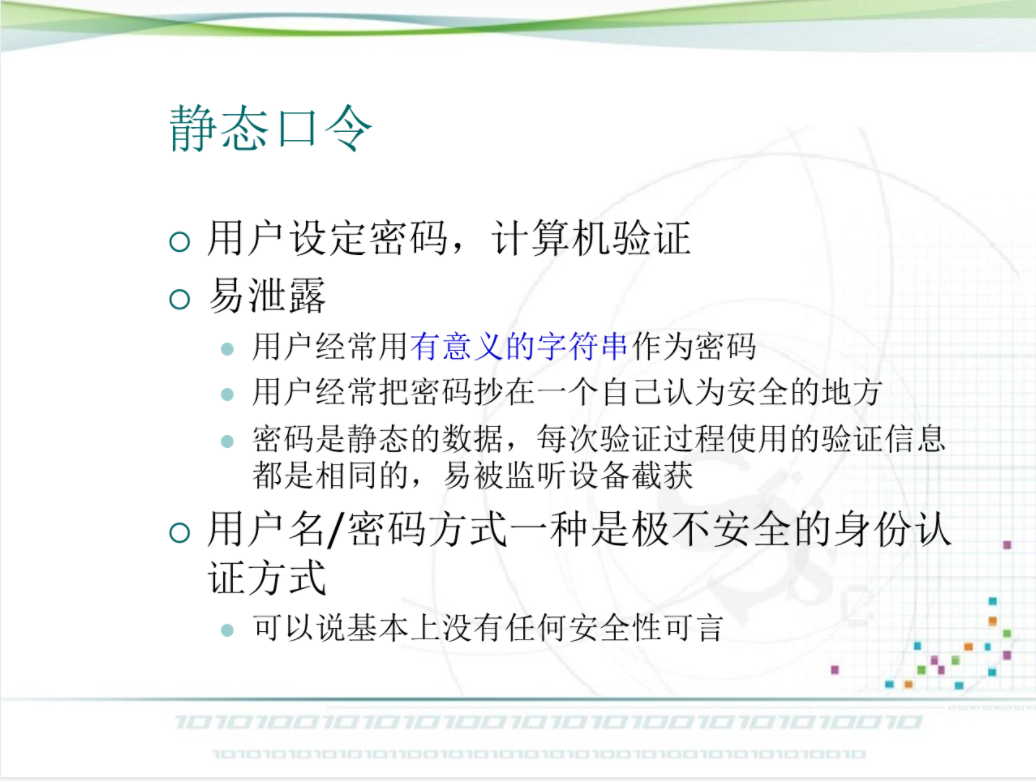 静态口令
用户设定密码，计算机验证
易泄露
用户经常用有意义的字符串作为密码
用户经常把密码抄在一个自己认为安全的地方
密码是静态的数据，每次验证过程使用的验证信息
都是相同的，易被监听设备截获
用户名/密码方式一种是极不安全的身份认
证方式
可以说基本上没有任何安全性可言